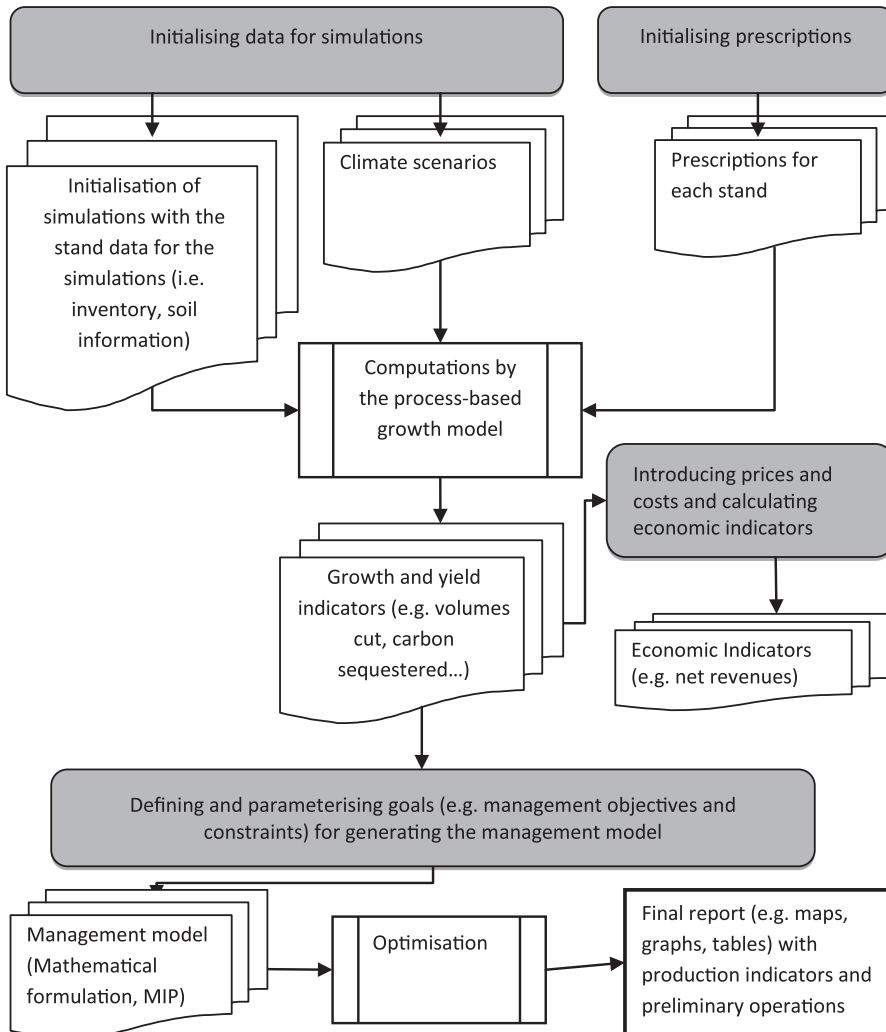 Initialising data for simulations
Initialising prescriptions
Initialisation of
simulations with the
stand data for the
simulations (i.e.
inventory, soil
information)
Climate scenarios
Prescriptions for
each stand
Computations by
the process-based
growth model
Introducing prices and
costs and calculating
economic indicators
Growth and yield
indicators (e.g. volumes
cut, carbon
sequestered...)
Economic Indicators
(e.g. net revenues)
Defining and parameterising goals (e.g. management objectives and
constraints) for generating the management model
Management model
(Mathematical
formulation, MIP)
Optimisation
Final report (e.g. maps,
graphs, tables) with
production indicators and
preliminary operations